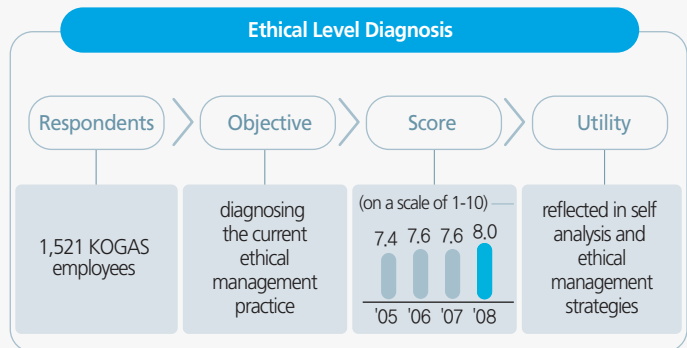 Ethical Level Diagnosis
Respondents
Objective
Score
Utility
1,521 KOGAS
employees
diagnosing
the current
ethical
management
practice
(on a scale of 1-10)
7.4 7.6 7.6 8.0
'05 '06 '07 '08
reflected in self
analysis and
ethical
management
strategies